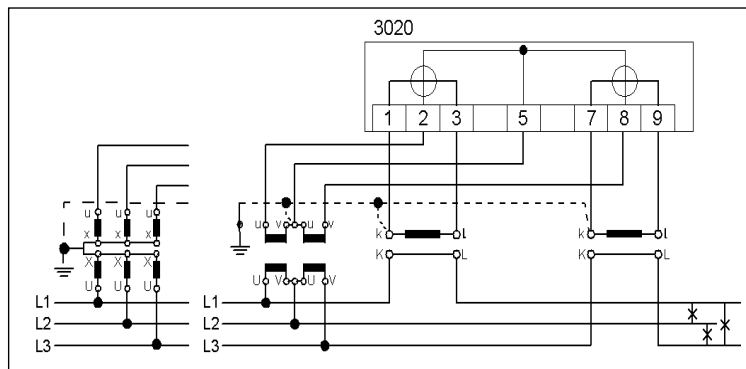 3020
1 2 3 5 7 8 9
u u u
x x x
X X X
U U U
u v u v
U V U V
k l k l
K L K L
L1 L1
L2 L2
L3 L3